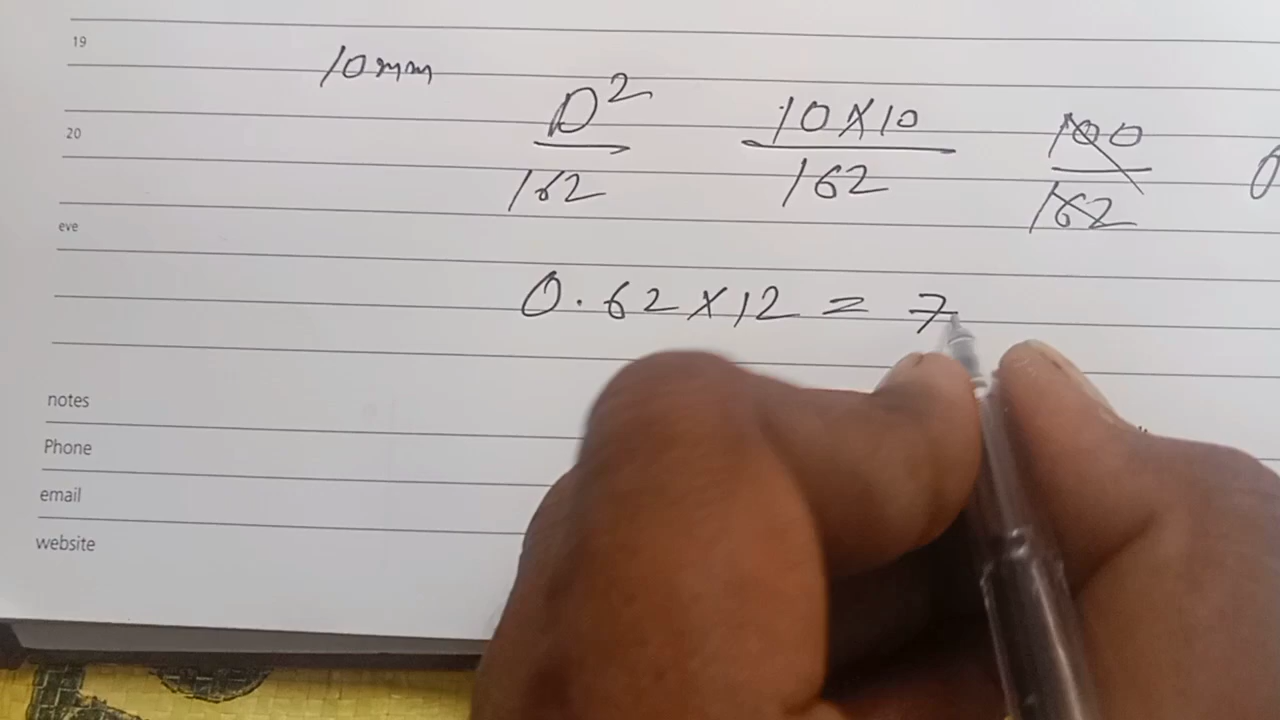 19
10mm
D² 10X10 100
20
162 162 162
eve
0.62X12 = 7
notes
Phone
email
website